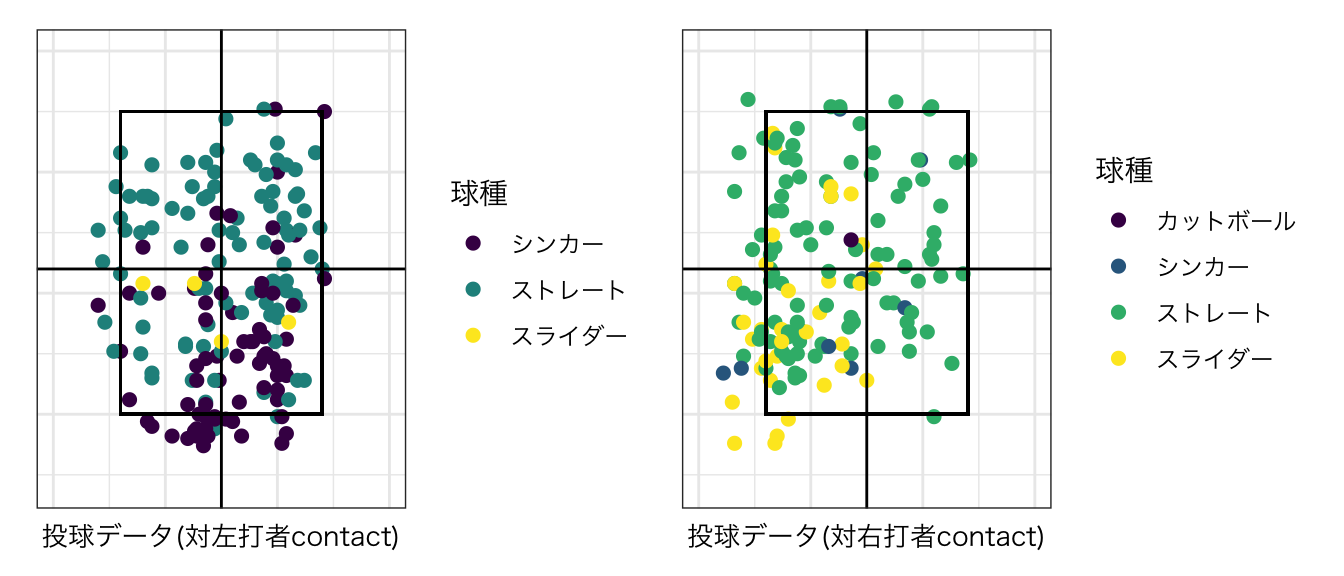 球種
シンカー
ストレート
スライダー
投球データ(対左打者contact)
球種
カットボール
シンカー
ストレート
スライダー
投球データ(対右打者contact)